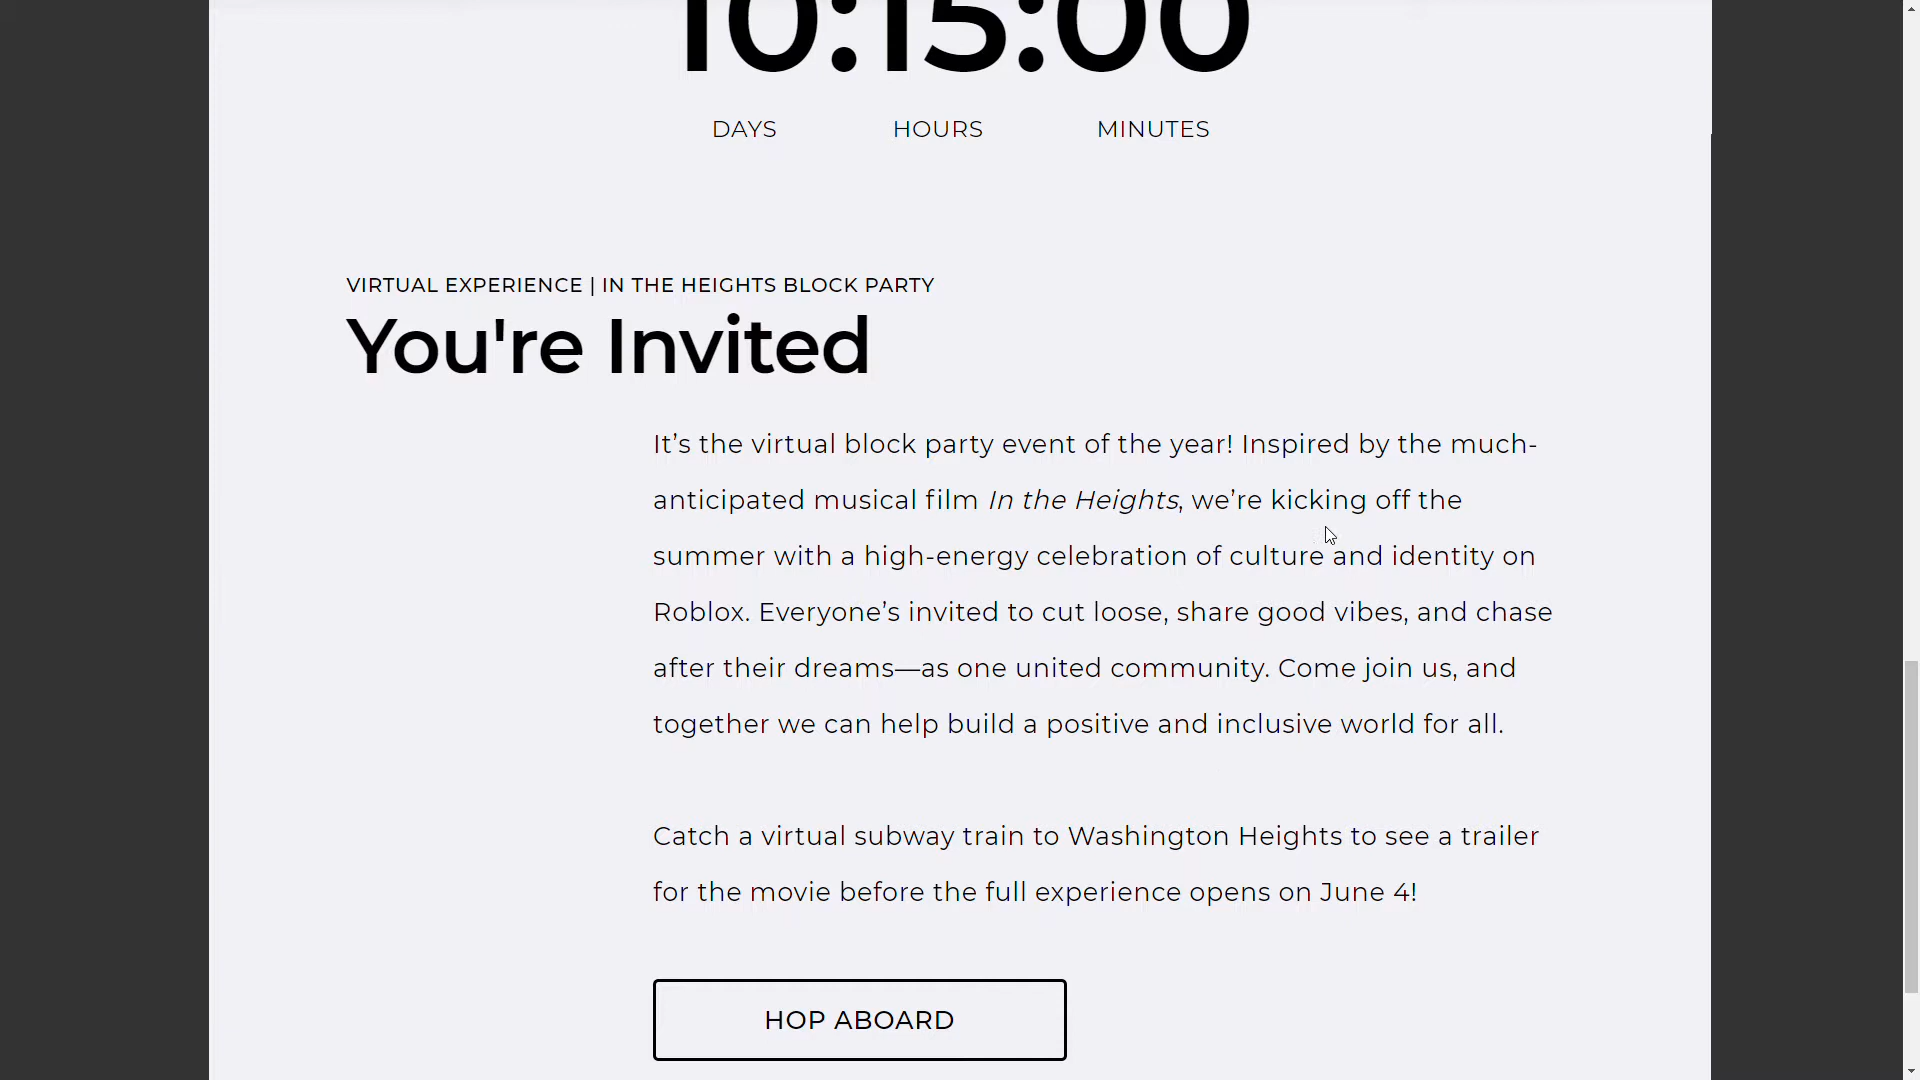 10:15:00
DAYS HOURS MINUTES
VIRTUAL EXPERIENCE | IN THE HEIGHTS BLOCK PARTY
You're Invited
It’s the virtual block party event of the year! Inspired by the much-
anticipated musical film In the Heights, we’re kicking off the
summer with a high-energy celebration of culture and identity on
Roblox. Everyone’s invited to cut loose, share good vibes, and chase
after their dreams—as one united community. Come join us, and
together we can help build a positive and inclusive world for all.
Catch a virtual subway train to Washington Heights to see a trailer
for the movie before the full experience opens on June 4!
HOP ABOARD